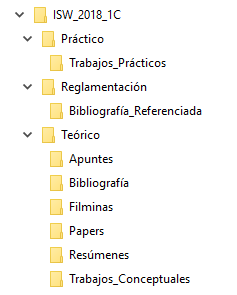 ISW_2018_1C
Práctico
Trabajos_Prácticos
Reglamentación
Bibliografía_Referenciada
Teórico
Apuntes
Bibliografía
Filminas
Papers
Resúmenes
Trabajos_Conceptuales